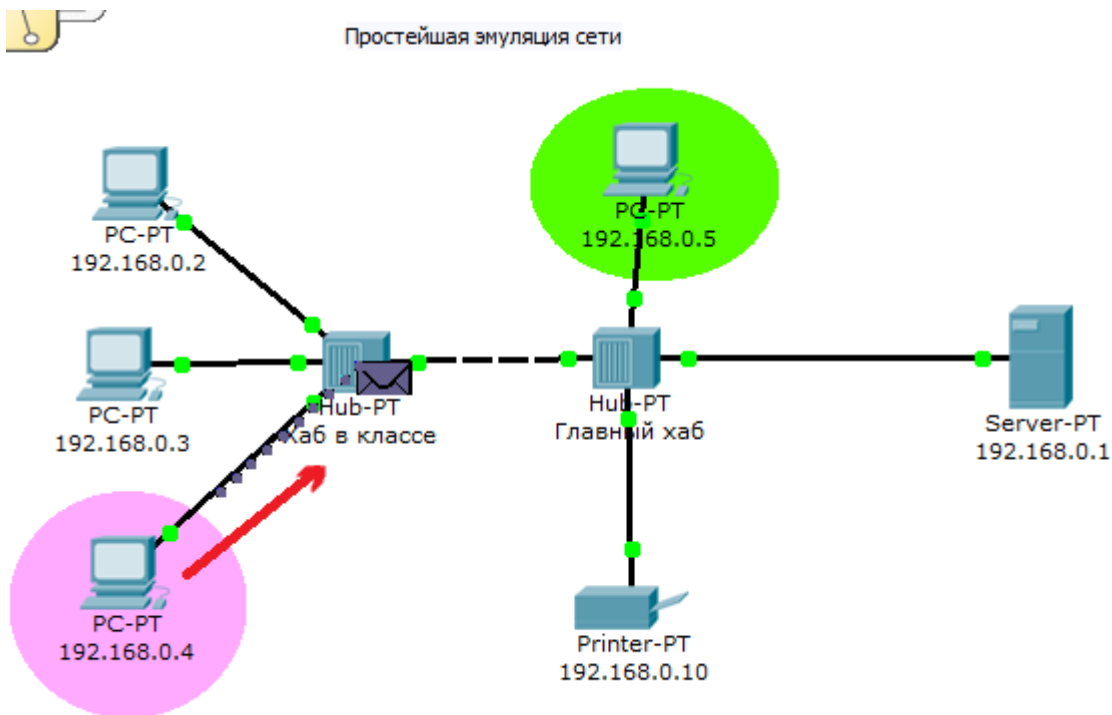 Простейшая эмуляция сети
PC-PT
192.168.0.2
PC-PT
192.168.0.5
PC-PT
192.168.0.3
Hub-PT
Хаб в классе
Hub-PT
Главный хаб
Server-PT
192.168.0.1
PC-PT
192.168.0.4
Printer-PT
192.168.0.10